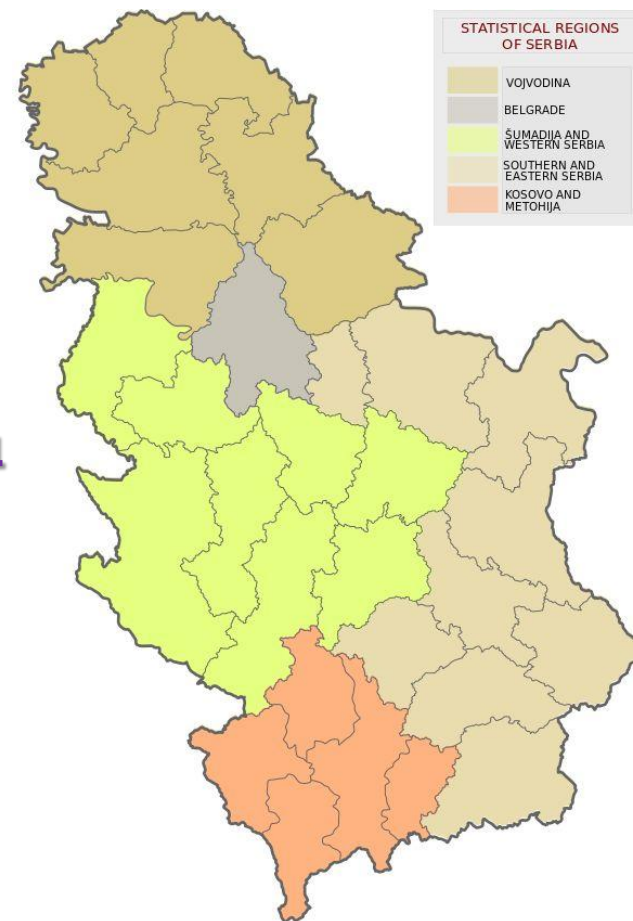 STATISTICAL REGIONS
OF SERBIA
VOJVODINA
BELGRADE
ŠUMADIJA AND
WESTERN SERBIA
SOUTHERN AND
EASTERN SERBIA
KOSOVO AND
METOHIJA